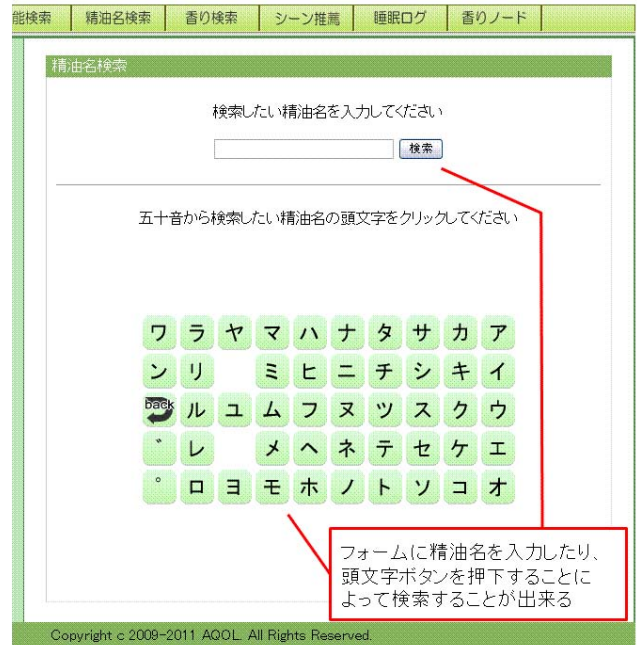 能検索 精油名検索 香り検索 シーン推薦 睡眠ログ 香りノード
精油名検索
検索したい精油名を入力してください
検索
五十音から検索したい精油名の頭文字をクリックしてください
ワ ラ ヤ マ ハ ナ タ サ カ ア
ン リ ミ ヒ ニ チ シ キ イ
back ル ユ ム フ ヌ ツ ス ク ウ
゛ レ メ ヘ ネ テ セ ケ エ
゜ ロ ヨ モ ホ ノ ト ソ コ オ
フォームに精油名を入力したり、
頭文字ボタンを押下することに
よって検索することが出来る
Copyright c 2009-2011 AQOL. All Rights Reserved.